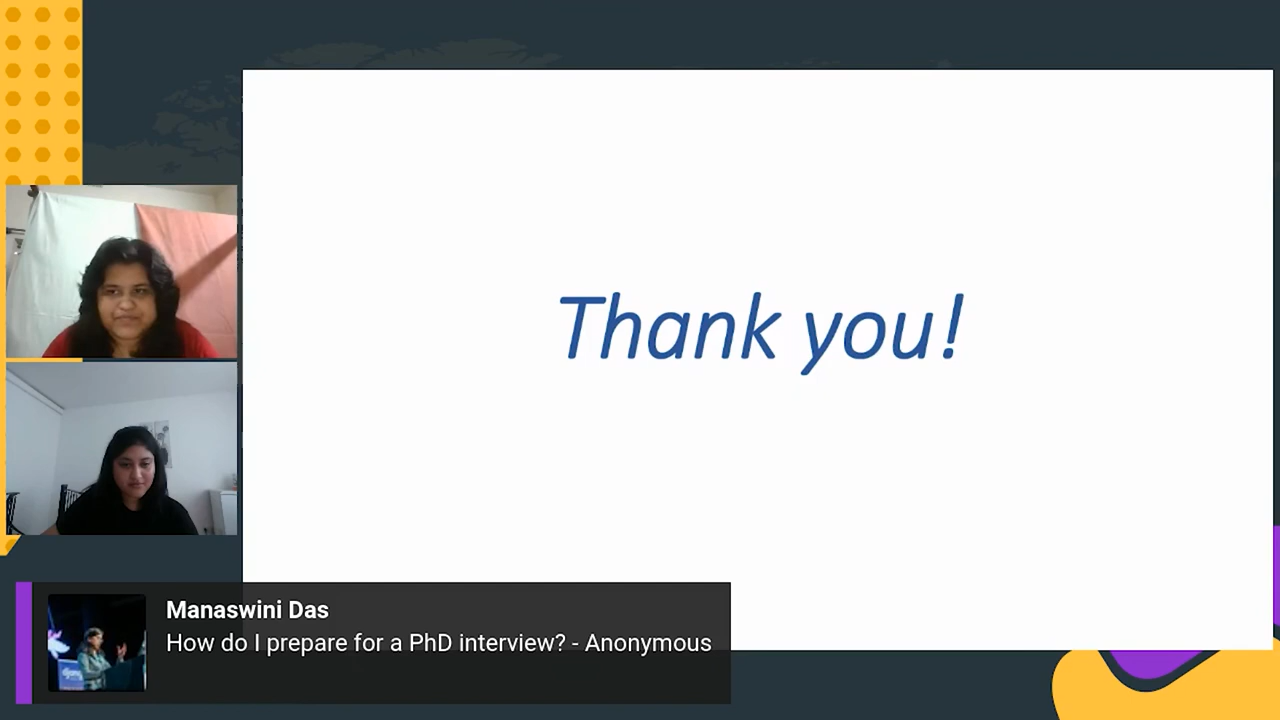 Thank you!
Manaswini Das
How do I prepare for a PhD interview? - Anonymous